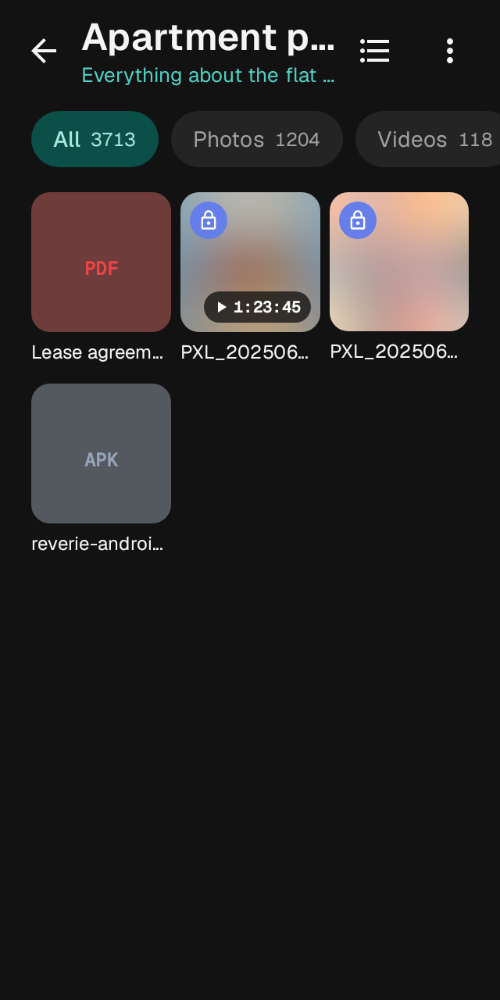 Apartment p...
Everything about the flat ...
All 3713
Photos 1204
Videos 118
PDF
1:23:45
Lease agreem...
PXL_202506...
PXL_202506...
APK
reverie-androi...